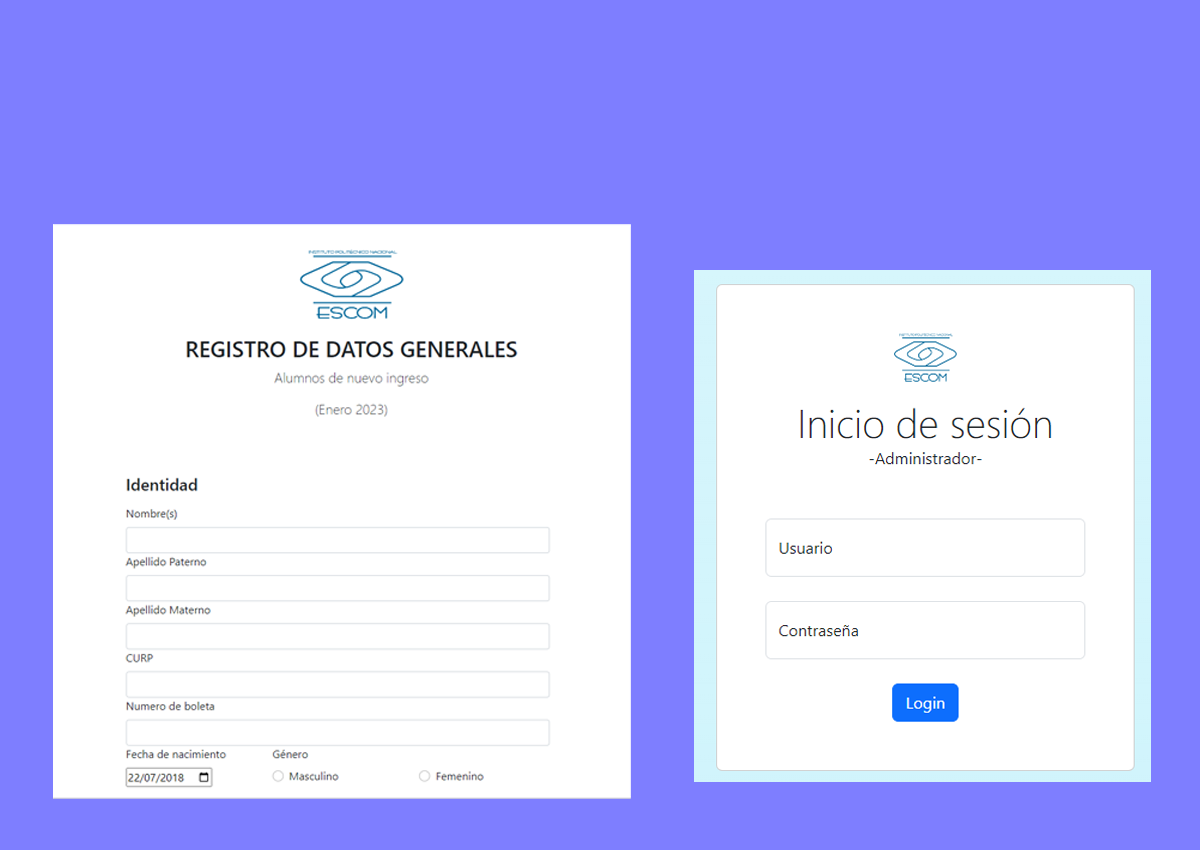 INSTITUTO POLITECNICO NACIONAL
ESCOM
REGISTRO DE DATOS GENERALES
Alumnos de nuevo ingreso
(Enero 2023)
Identidad
Nombre(s)
Apellido Paterno
Apellido Materno
CURP
Numero de boleta
Fecha de nacimiento Género
22/07/2018 Masculino Femenino
INSTITUTO POLITECNICO NACIONAL
ESCOM
Inicio de sesión
-Administrador-
Usuario
Contraseña
Login